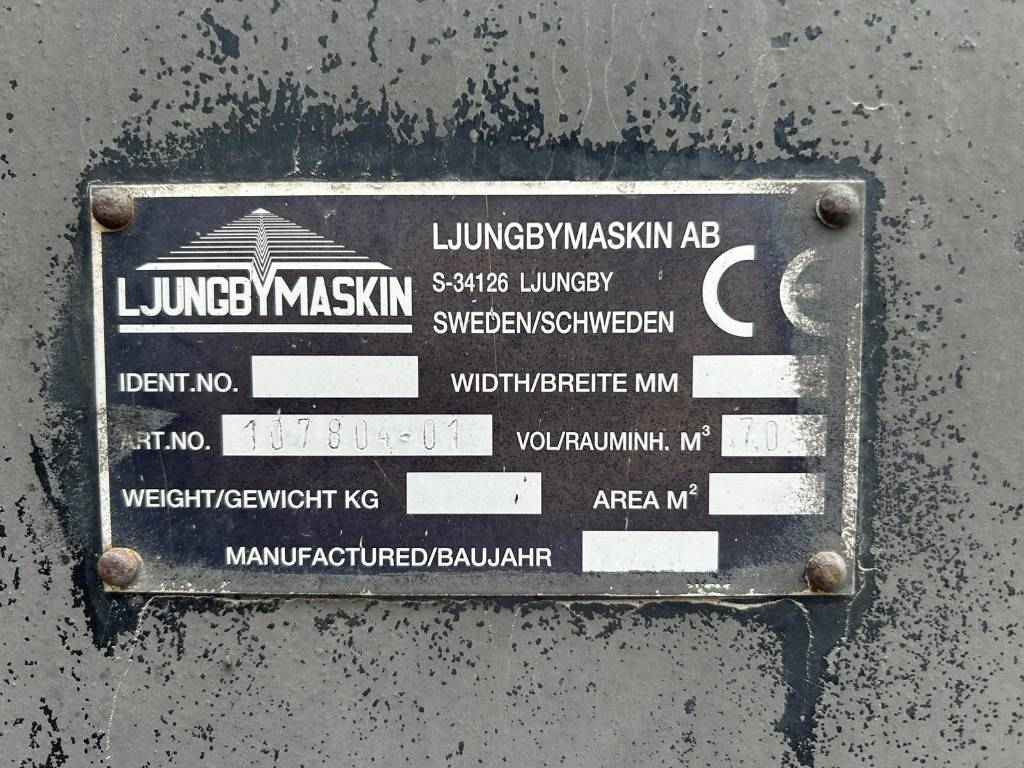 LJUNGBYMASKIN
LJUNGBYMASKIN AB
S-34126 LJUNGBY
SWEDEN/SCHWEDEN
CE
IDENT.NO.
WIDTH/BREITE MM
ART.NO. 107804-01
VOL/RAUMINH. M³ 7.0
WEIGHT/GEWICHT KG
AREA M²
MANUFACTURED/BAUJAHR